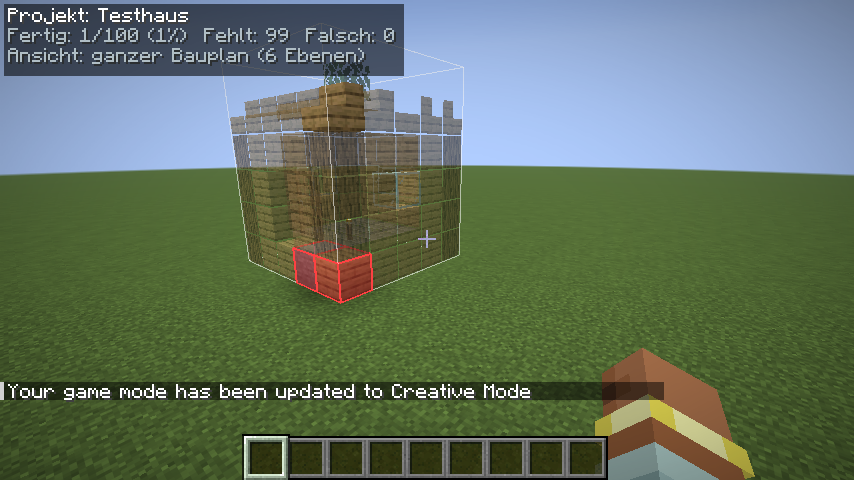 Projekt: Testhaus
Fertig: 1/100 (1%) Fehlt: 99 Falsch: 0
Ansicht: ganzer Bauplan (6 Ebenen)
Your game mode has been updated to Creative Mode